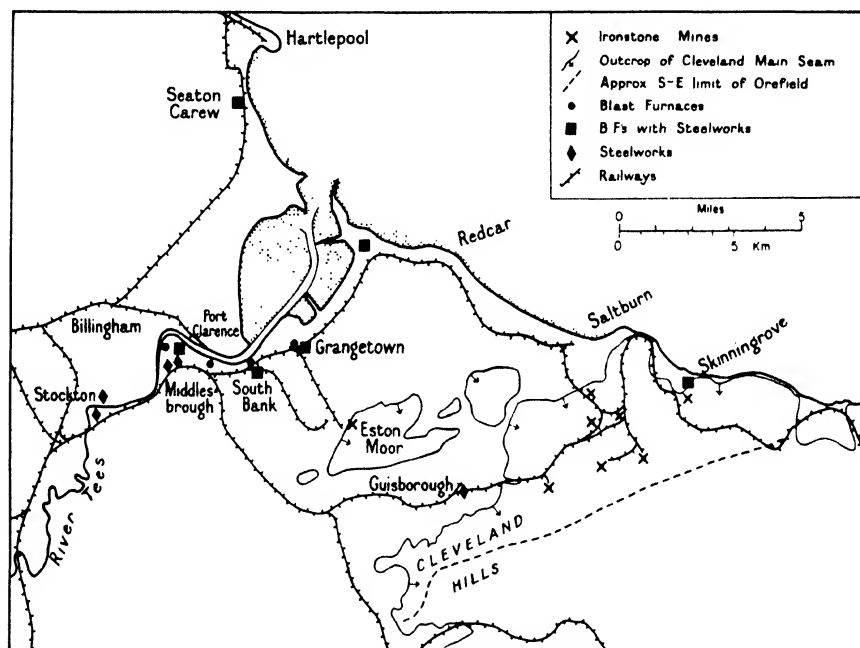 Hartlepool
Seaton
Carew
Ironstone Mines
Outcrop of Cleveland Main Seam
Approx S-E limit of Orefield
Blast Furnaces
BFs with Steelworks
Steelworks
Railways
Miles
0 5
0 5 Km
Redcar
Saltburn
Skinningrove
Billingham
Port
Clarence
Grangetown
Stockton
Middles-
brough
South
Bank
Eston
Moor
Guisborough
River Tees
CLEVELAND
HILLS